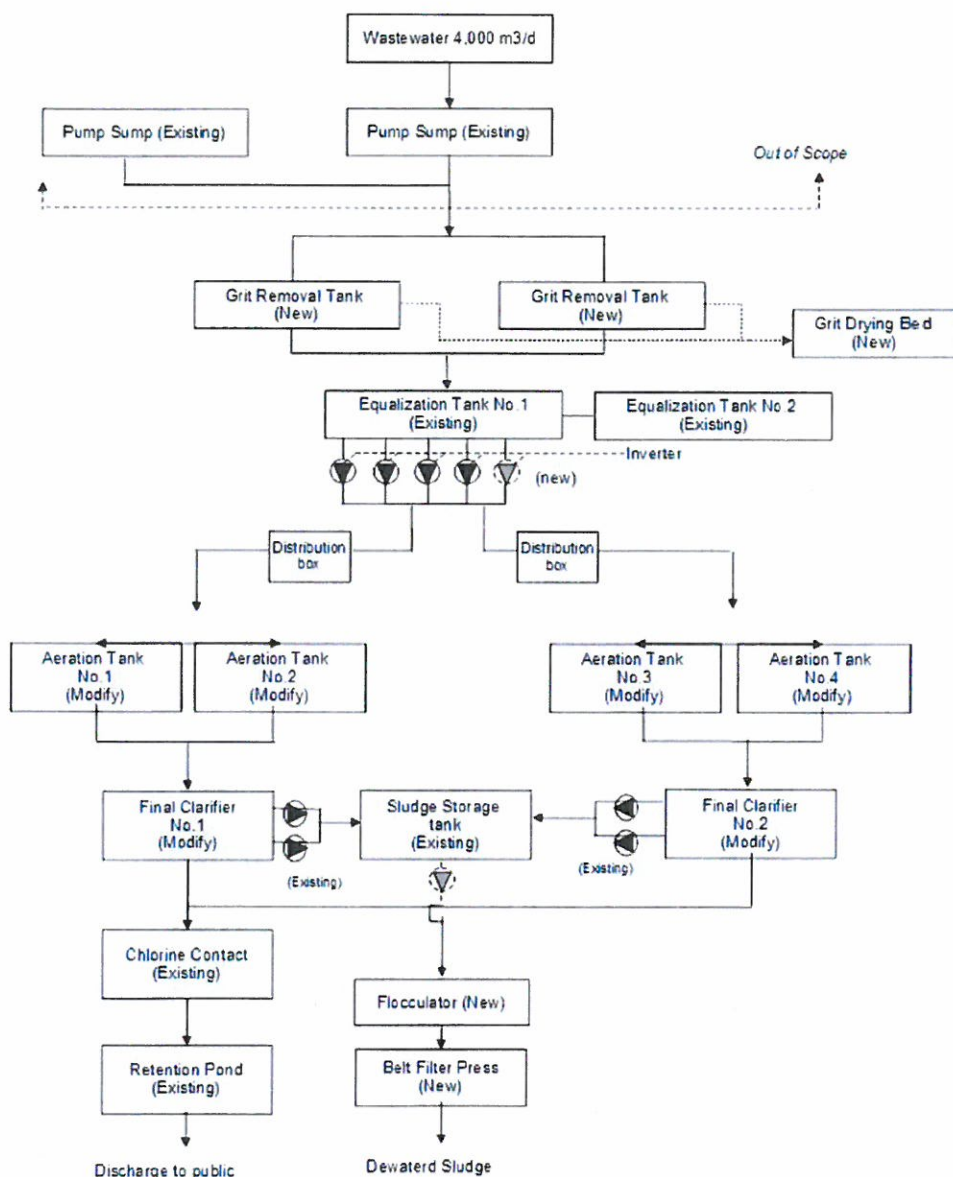 Wastewater 4,000 m3/d
Pump Sump (Existing)
Pump Sump (Existing)
Out of Scope
Grit Removal Tank
(New)
Grit Removal Tank
(New)
Grit Drying Bed
(New)
Equalization Tank No.1
(Existing)
Equalization Tank No.2
(Existing)
Inverter
(new)
Distribution
box
Distribution
box
Aeration Tank
No.1
(Modify)
Aeration Tank
No.2
(Modify)
Aeration Tank
No.3
(Modify)
Aeration Tank
No.4
(Modify)
Final Clarifier
No.1
(Modify)
(Existing)
Sludge Storage
tank
(Existing)
(Existing)
Final Clarifier
No.2
(Modify)
Chlorine Contact
(Existing)
Flocculator (New)
Retention Pond
(Existing)
Belt Filter Press
(New)
Discharge to public
Dewaterd Sludge